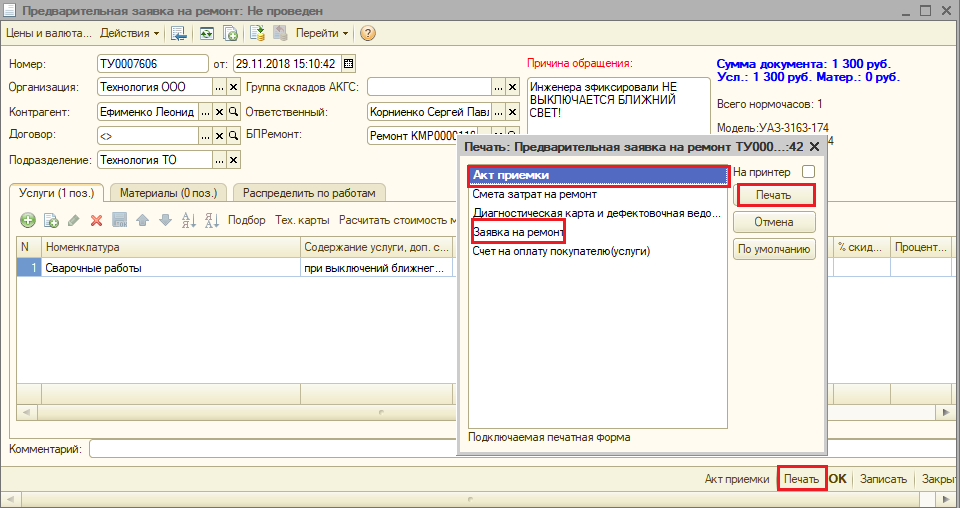 Предварительная заявка на ремонт: Не проведен
Цены и валюта... Действия Перейти
Номер: ТУ0007606 от: 29.11.2018 15:10:42
Организация: Технология ООО ... Группа складов АКГС: ...
Контрагент: Ефименко Леонид ... Ответственный: Корниенко Сергей Павл ...
Договор: <> ... БПРемонт:
Подразделение: Технология ТО ...
Причина обращения:
Инженера зфиксировали НЕ
ВЫКЛЮЧАЕТСЯ БЛИЖНИЙ
СВЕТ!
Сумма документа: 1 300 руб.
Усл.: 1 300 руб. Матер.: 0 руб.
Всего нормочасов: 1
Модель:УАЗ-3163-174
Услуги (1 поз.) Материалы (0 поз.) Распределить по работам
Подбор Тех. карты Расчитать стоимость м
N Номенклатура Содержание услуги, доп. с... % скид... Процент...
1 Сварочные работы при выключений ближнег...
Печать: Предварительная заявка на ремонт ТУ000...:42
Акт приемки
Смета затрат на ремонт
Диагностическая карта и дефектовочная ведо...
Заявка на ремонт
Счет на оплату покупателю(услуги)
На принтер
Печать
Отмена
По умолчанию
Подключаемая печатная форма
Комментарий:
Акт приемки Печать OK Записать Закрыт